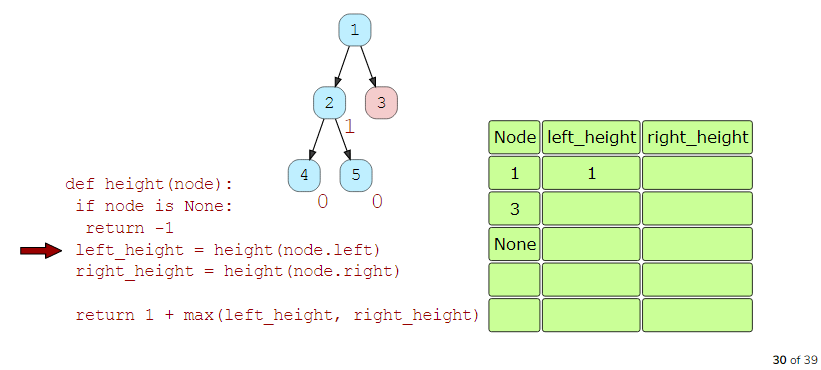 1
2
3
1
4
5
0
0
def height(node):
if node is None:
return -1
left_height = height(node.left)
right_height = height(node.right)
return 1 + max(left_height, right_height)
Node left_height right_height
1 1
3
None
30 of 39